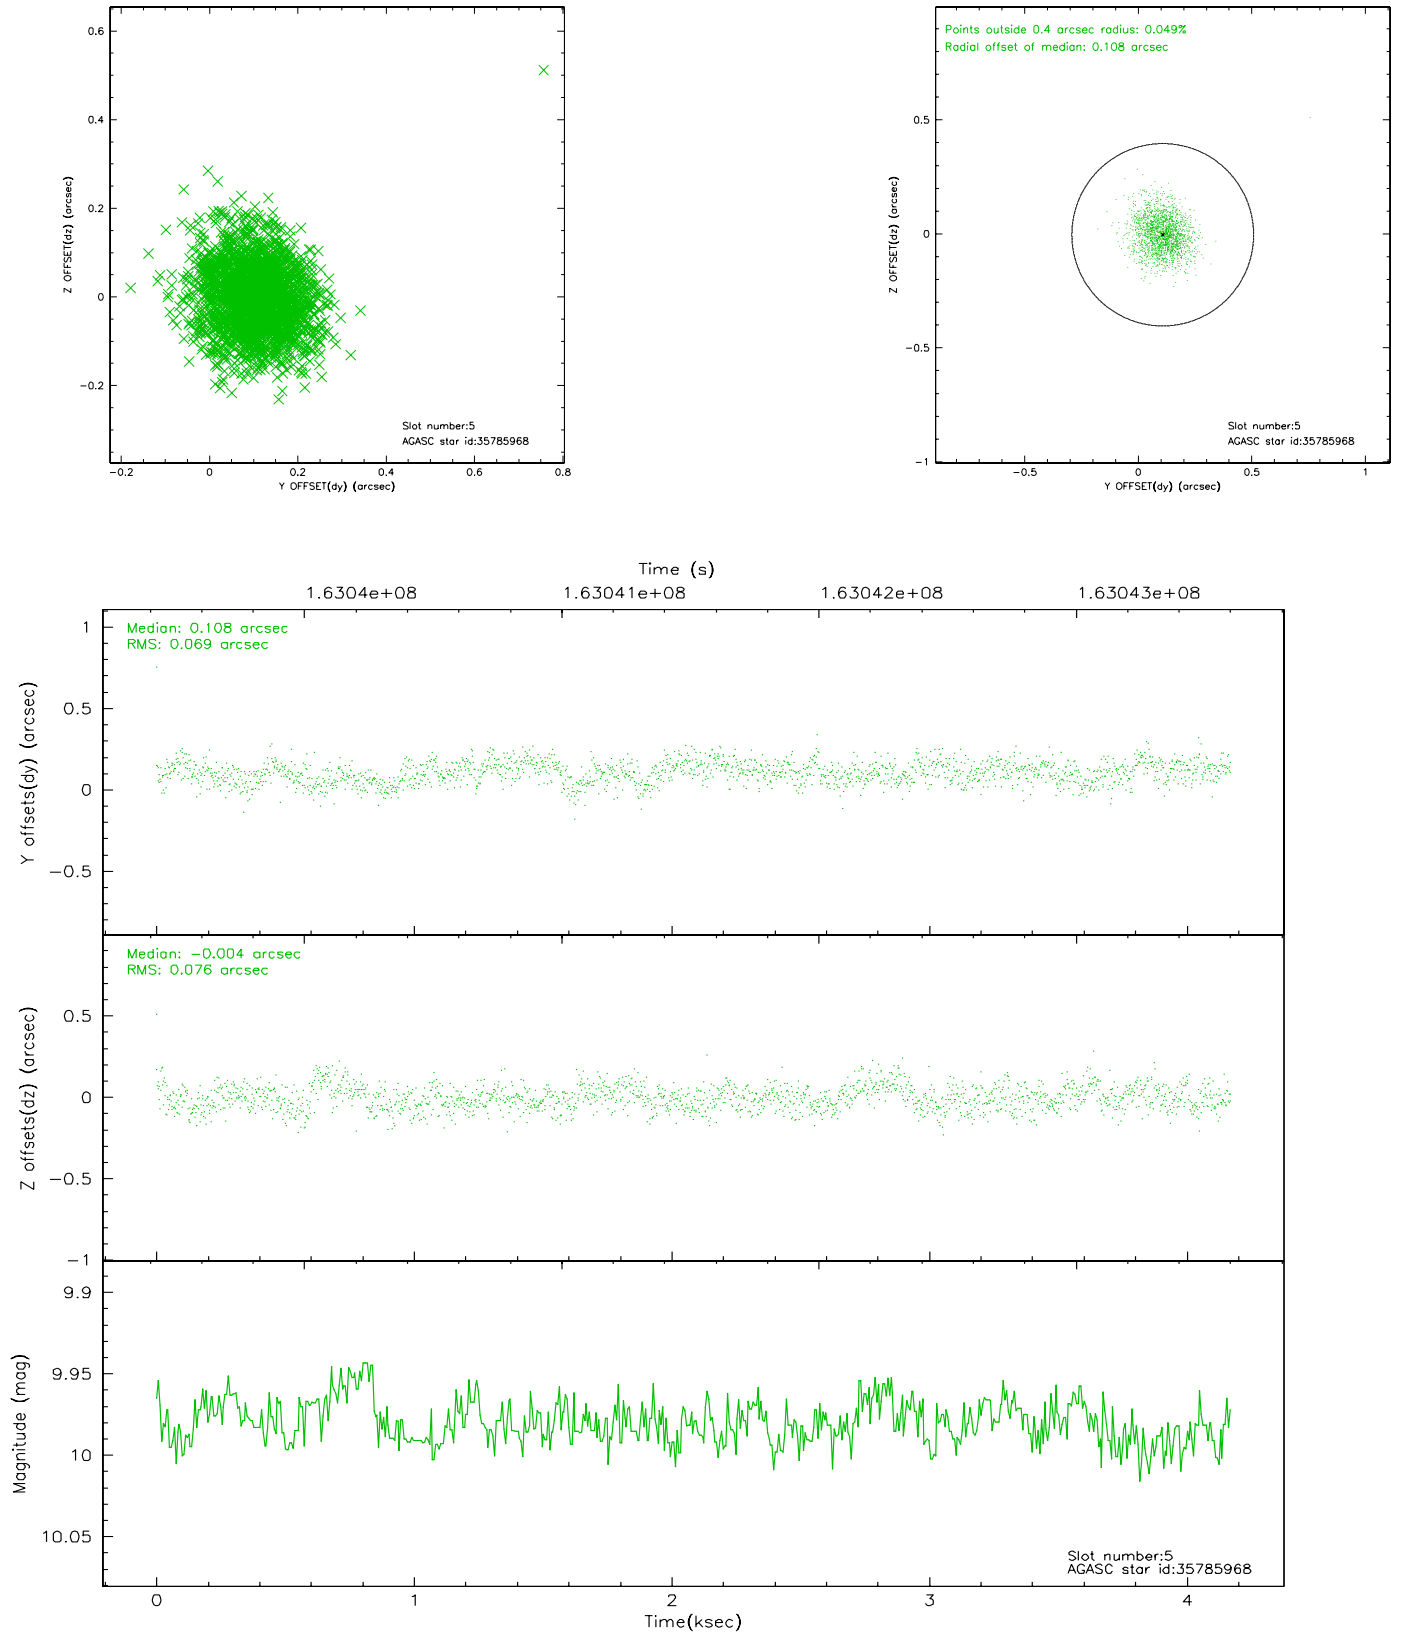 0.6
0.4
0.2
0
−0.2
Z OFFSET(dz) (arcsec)
Slot number:5
AGASC star id:35785968
−0.2 0 0.2 0.4 0.6 0.8
Y OFFSET(dy) (arcsec)
Points outside 0.4 arcsec radius: 0.049%
Radial offset of median: 0.108 arcsec
0.5
0
−0.5
−1
Z OFFSET(dz) (arcsec)
Slot number:5
AGASC star id:35785968
−0.5 0 0.5 1
Y OFFSET(dy) (arcsec)
Time (s)
1.6304e+08 1.63041e+08 1.63042e+08 1.63043e+08
Median: 0.108 arcsec
RMS: 0.069 arcsec
1
0.5
0
−0.5
Y offsets(dy) (arcsec)
Median: −0.004 arcsec
RMS: 0.076 arcsec
0.5
0
−0.5
−1
Z offsets(dz) (arcsec)
9.9
9.95
10
10.05
Magnitude (mag)
Slot number:5
AGASC star id:35785968
0 1 2 3 4
Time(ksec)